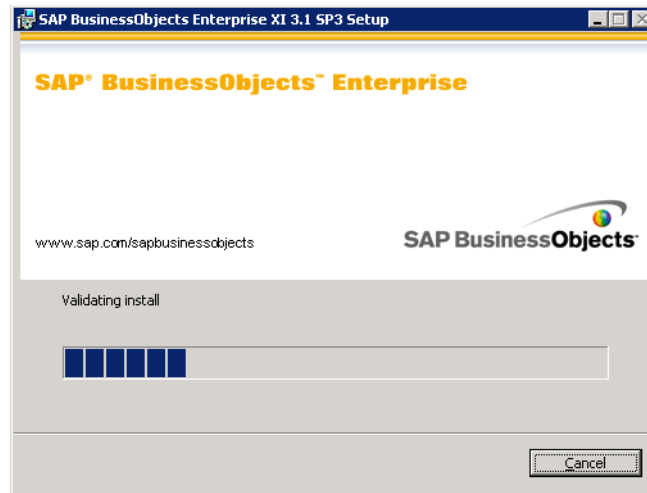 SAP BusinessObjects Enterprise XI 3.1 SP3 Setup
SAP® BusinessObjects™ Enterprise
www.sap.com/sapbusinessobjects
SAP BusinessObjects™
Validating install
Cancel